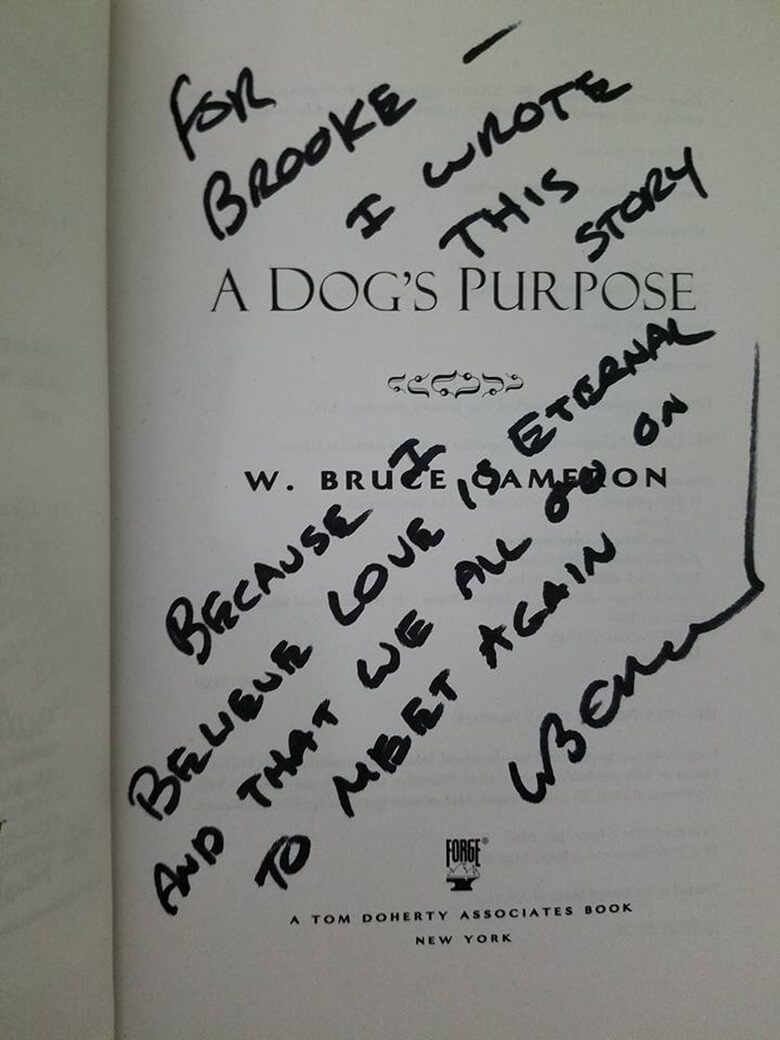 FOR
BROOKE —
I WROTE
THIS
STORY
A DOG'S PURPOSE
W. BRUCE CAMERON
BECAUSE I
BELIEVE LOVE IS ETERNAL
AND THAT WE ALL GO ON
TO MEET AGAIN
FORGE®
A TOM DOHERTY ASSOCIATES BOOK
NEW YORK